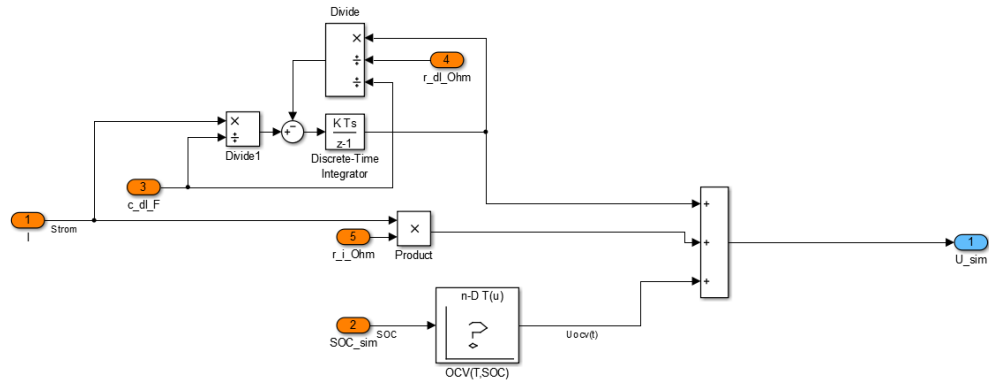 Divide
×
÷
÷
4
r_dl_Ohm
×
÷
Divide1
+
−
K Ts
z-1
Discrete-Time
Integrator
3
c_dl_F
1
I
Strom
5
r_i_Ohm
×
Product
+
+
+
1
U_sim
n-D T(u)
2
SOC_sim
SOC
OCV(T,SOC)
Uocv(t)